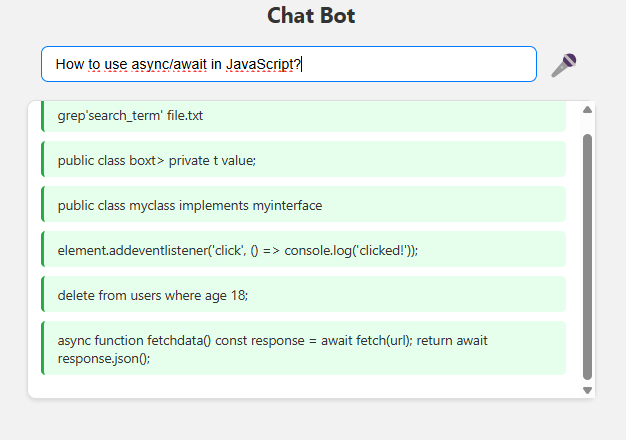 Chat Bot
How to use async/await in JavaScript?
grep'search_term' file.txt
public class boxt> private t value;
public class myclass implements myinterface
element.addeventlistener('click', () => console.log('clicked!'));
delete from users where age 18;
async function fetchdata() const response = await fetch(url); return await
response.json();